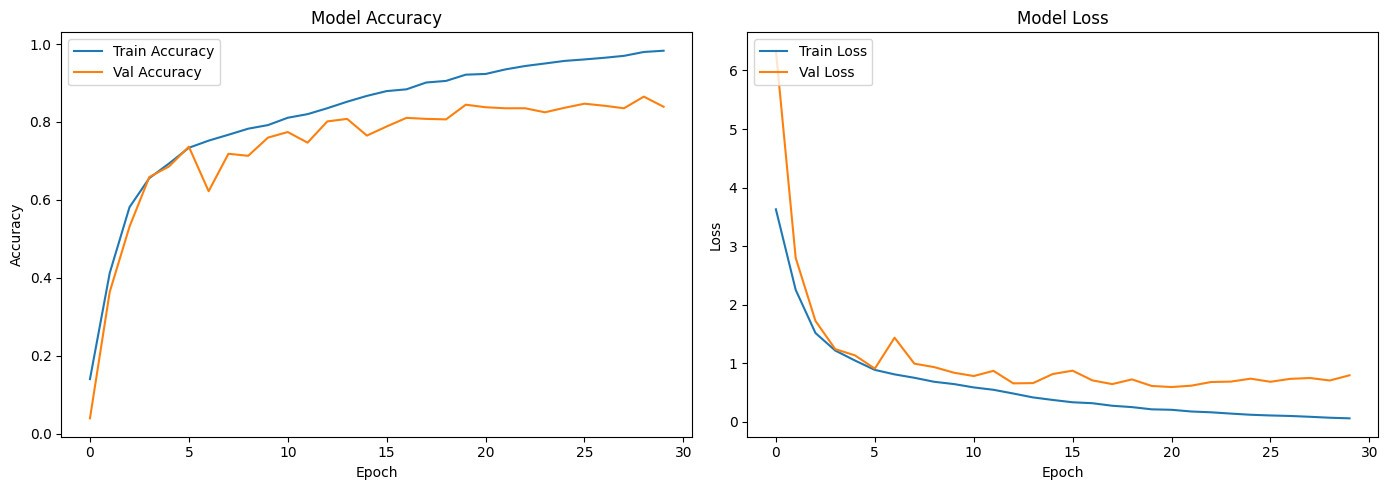 Model Accuracy
Train Accuracy
Val Accuracy
Accuracy
1.0
0.8
0.6
0.4
0.2
0.0
0 5 10 15 20 25 30
Epoch
Model Loss
Train Loss
Val Loss
Loss
6
5
4
3
2
1
0
0 5 10 15 20 25 30
Epoch